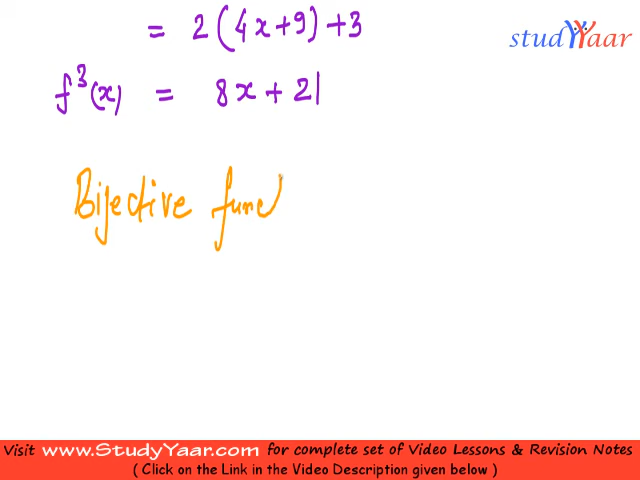 = 2(4x+9)+3
studYYaar
f³(x) = 8x + 21
Bijective func
Visit www.StudyYaar.com for complete set of Video Lessons & Revision Notes
( Click on the Link in the Video Description given below )